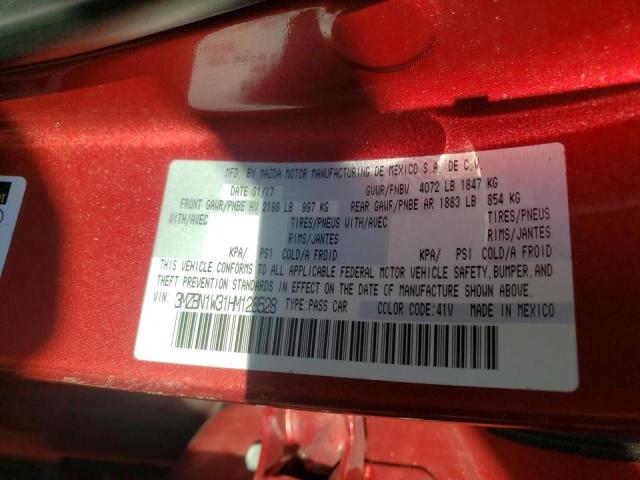 MFD. BY MAZDA MOTOR MANUFACTURING DE MEXICO S.A. DE C.V.
DATE 01/17 GVWR/PNBV 4072 LB 1847 KG
FRONT GAWR/PNBE AV 2198 LB 997 KG REAR GAWR/PNBE AR 1883 LB 854 KG
WITH/AVEC TIRES/PNEUS WITH/AVEC TIRES/PNEUS
RIMS/JANTES RIMS/JANTES
KPA/ PSI COLD/A FROID KPA/ PSI COLD/A FROID
THIS VEHICLE CONFORMS TO ALL APPLICABLE FEDERAL MOTOR VEHICLE SAFETY, BUMPER, AND
THEFT PREVENTION STANDARDS IN EFFECT ON THE DATE OF MANUFACTURE SHOWN ABOVE.
VIN: 3MZBN1W31HM128528 TYPE:PASS CAR COLOR CODE:41V MADE IN MEXICO